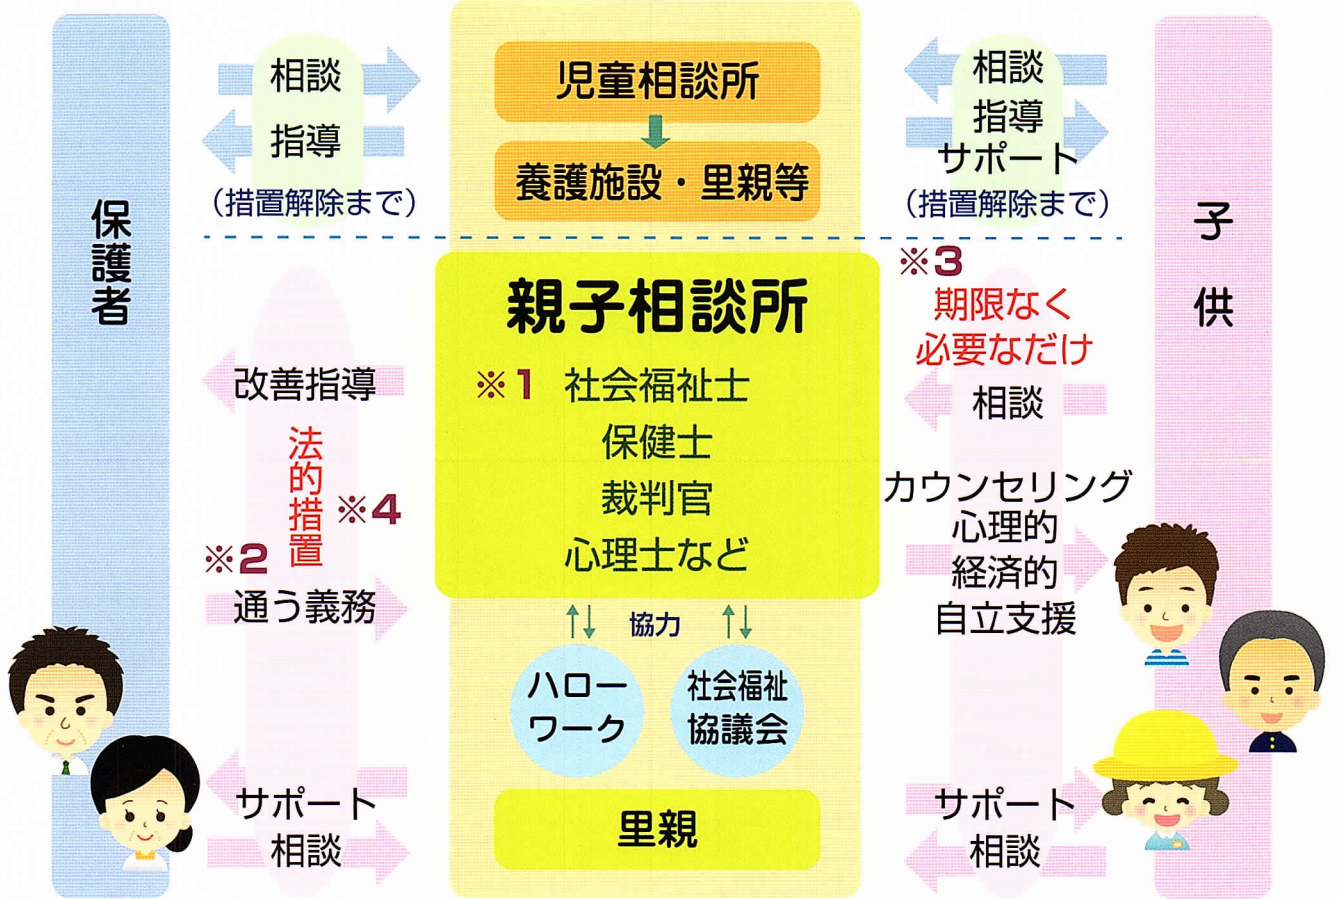 保護者
相談
指導
（措置解除まで）
児童相談所
養護施設・里親等
相談
指導
サポート
（措置解除まで）
子供
親子相談所
※1 社会福祉士
保健士
裁判官
心理士など
改善指導
法的措置
※4
※2
通う義務
※3
期限なく
必要なだけ
相談
カウンセリング
心理的
経済的
自立支援
協力
ハロー
ワーク
社会福祉
協議会
里親
サポート
相談
サポート
相談